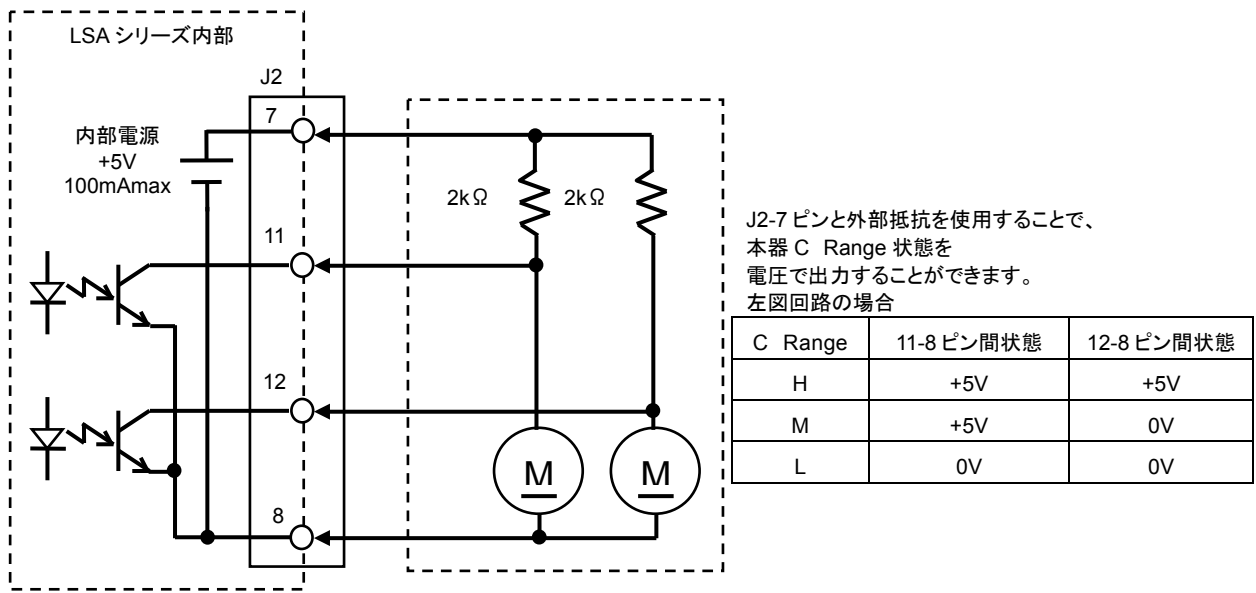 LSA シリーズ内部
J2
7
内部電源
+5V
100mAmax
2kΩ
2kΩ
11
12
M
M
8
J2-7 ピンと外部抵抗を使用することで、
本器 C Range 状態を
電圧で出力することができます。
左図回路の場合
C Range 11-8 ピン間状態 12-8 ピン間状態
H +5V +5V
M +5V 0V
L 0V 0V